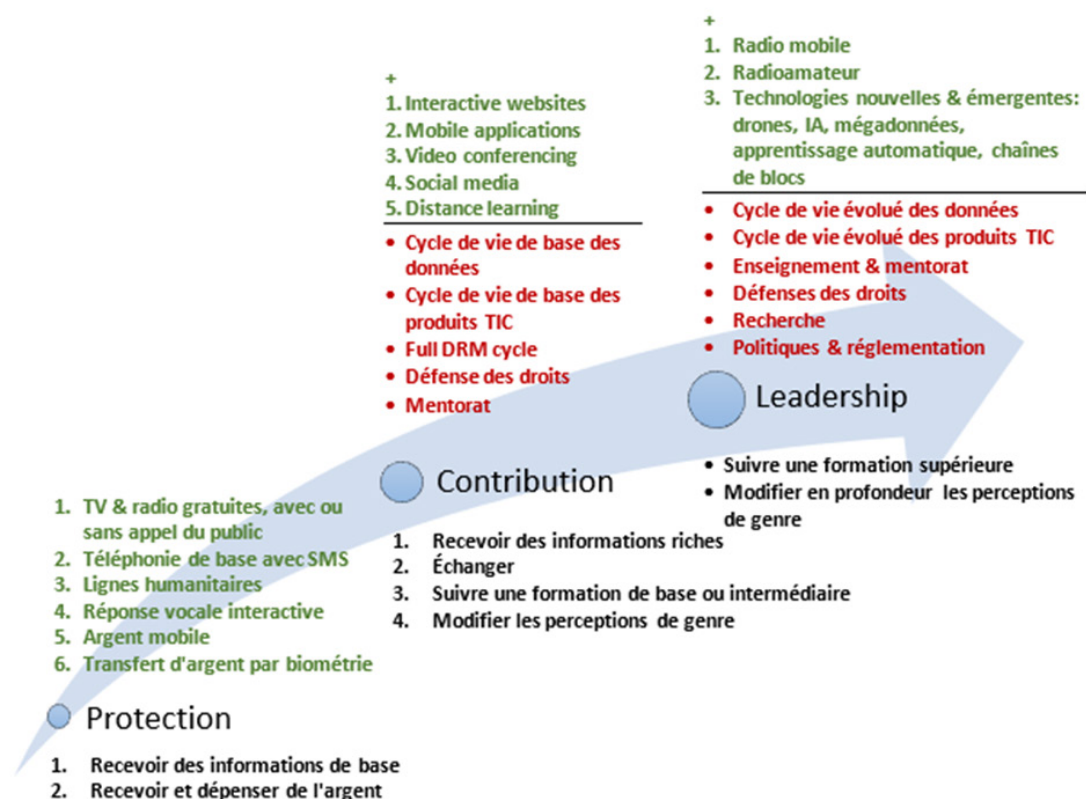 +
1. Radio mobile
2. Radioamateur
3. Technologies nouvelles & émergentes:
drones, IA, mégadonnées,
apprentissage automatique, chaînes
de blocs
• Cycle de vie évolué des données
• Cycle de vie évolué des produits TIC
• Enseignement & mentorat
• Défenses des droits
• Recherche
• Politiques & réglementation
Leadership
• Suivre une formation supérieure
• Modifier en profondeur les perceptions
de genre
+
1. Interactive websites
2. Mobile applications
3. Video conferencing
4. Social media
5. Distance learning
• Cycle de vie de base des
données
• Cycle de vie de base des
produits TIC
• Full DRM cycle
• Défense des droits
• Mentorat
Contribution
1. Recevoir des informations riches
2. Échanger
3. Suivre une formation de base ou intermédiaire
4. Modifier les perceptions de genre
1. TV & radio gratuites, avec ou
sans appel du public
2. Téléphonie de base avec SMS
3. Lignes humanitaires
4. Réponse vocale interactive
5. Argent mobile
6. Transfert d'argent par biométrie
Protection
1. Recevoir des informations de base
2. Recevoir et dépenser de l'argent